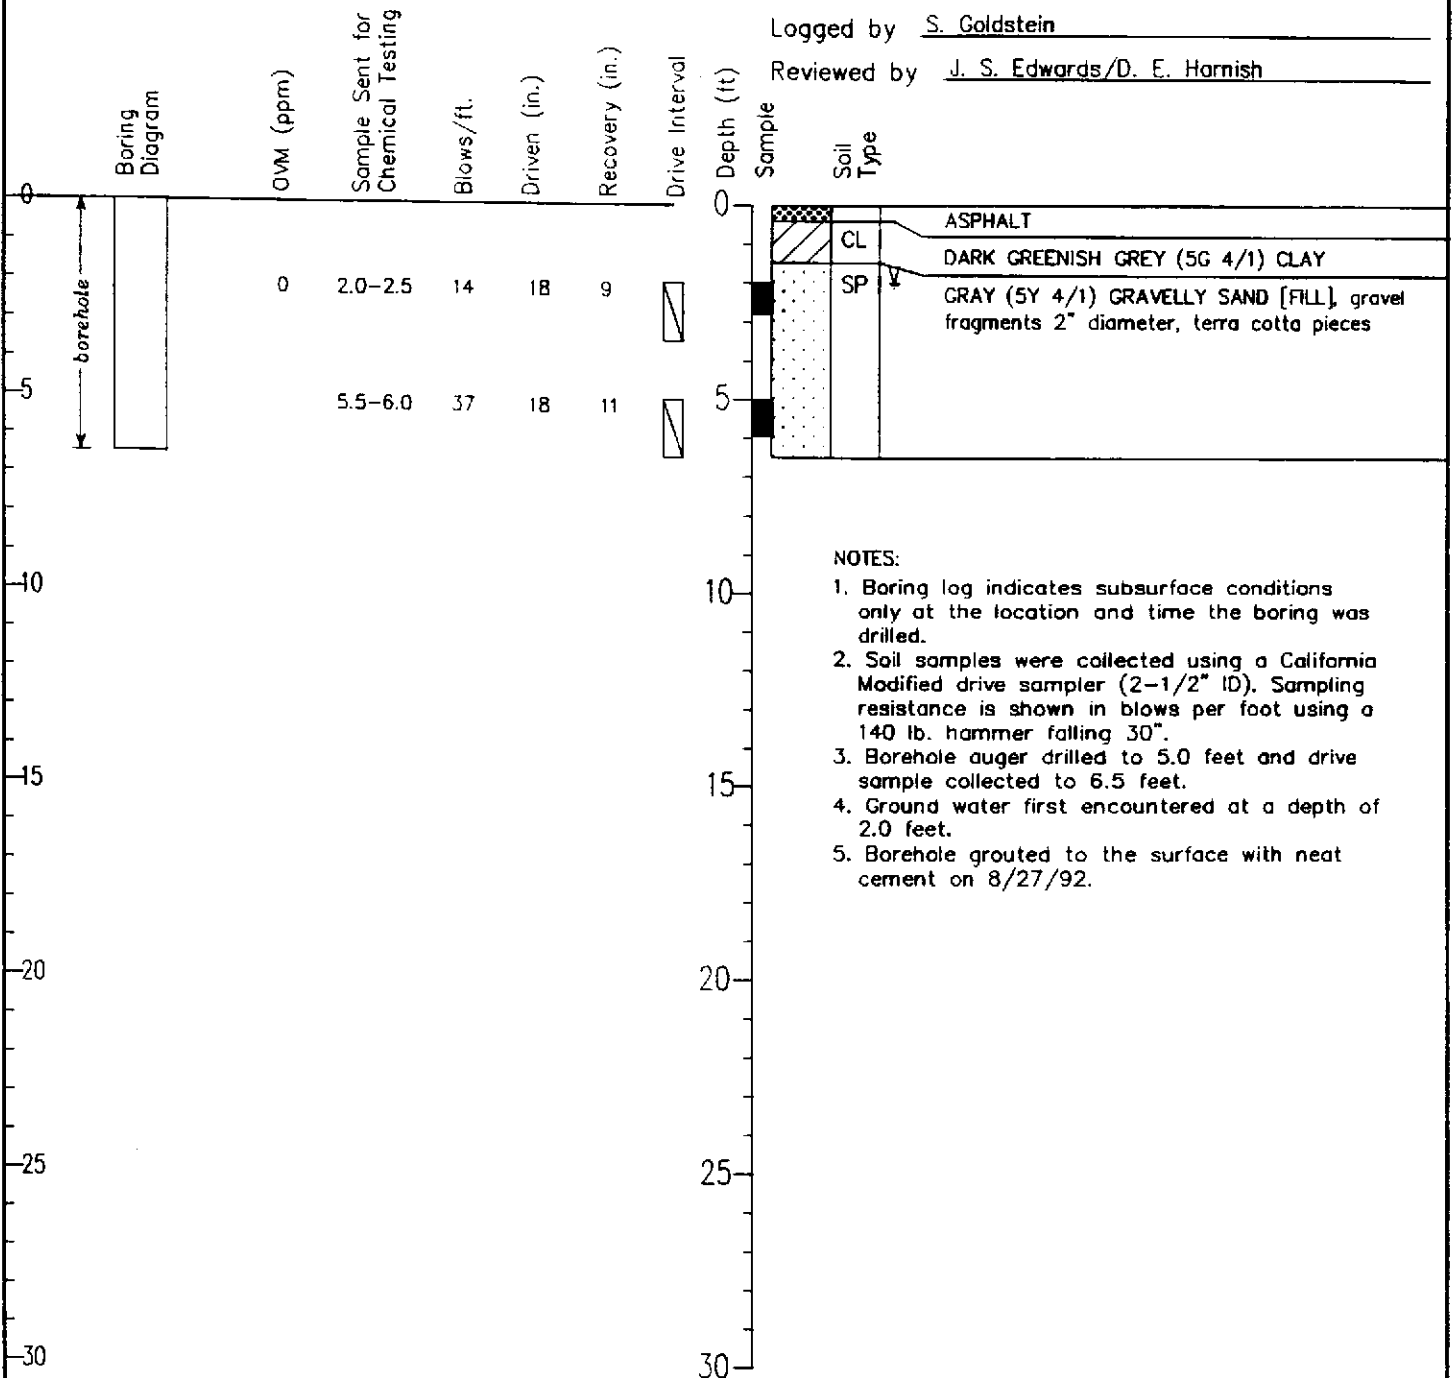 Logged by S. Goldstein
Reviewed by J. S. Edwards/D. E. Harnish
Boring
Diagram
OVM (ppm)
Sample Sent for
Chemical Testing
Blows/ft.
Driven (in.)
Recovery (in.)
Drive Interval
Depth (ft)
Sample
Soil
Type
0
5
10
15
20
25
30
borehole
0 2.0-2.5 14 18 9
5.5-6.0 37 18 11
0
5
10
15
20
25
30
CL
SP
ASPHALT
DARK GREENISH GREY (5G 4/1) CLAY
GRAY (5Y 4/1) GRAVELLY SAND [FILL], gravel
fragments 2" diameter, terra cotta pieces
NOTES:
1. Boring log indicates subsurface conditions
only at the location and time the boring was
drilled.
2. Soil samples were collected using a California
Modified drive sampler (2-1/2" ID). Sampling
resistance is shown in blows per foot using a
140 lb. hammer falling 30".
3. Borehole auger drilled to 5.0 feet and drive
sample collected to 6.5 feet.
4. Ground water first encountered at a depth of
2.0 feet.
5. Borehole grouted to the surface with neat
cement on 8/27/92.